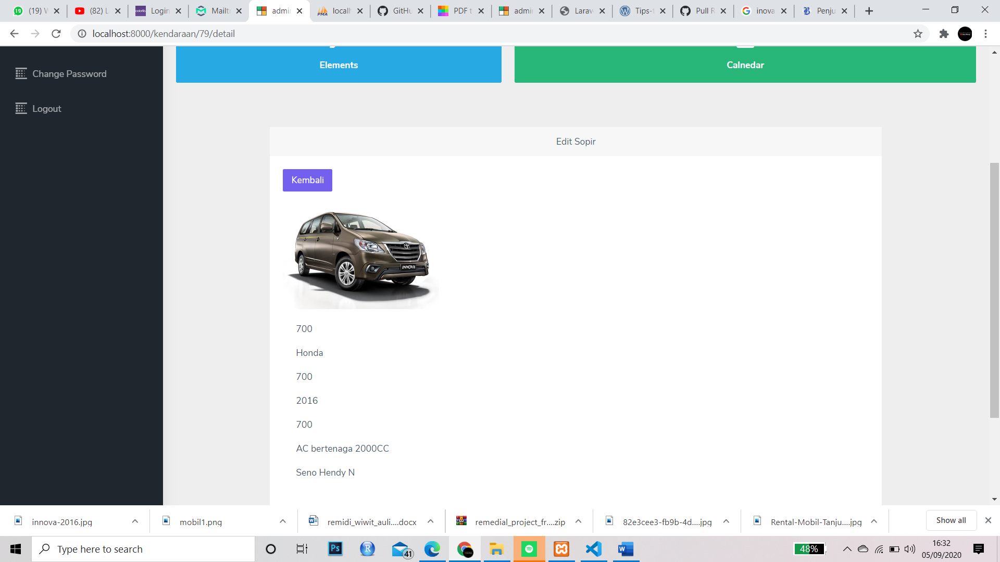 (19) W
(82) L
Login
Mailt
admi
localh
GitHu
PDF t
admi
Larav
Tips-
Pull R
inova
Penju
localhost:8000/kendaraan/79/detail
Change Password
Logout
Elements
Calnedar
Edit Sopir
Kembali
INNOVA
700
Honda
700
2016
700
AC bertenaga 2000CC
Seno Hendy N
innova-2016.jpg
mobil1.png
remidi_wiwit_auli....docx
remedial_project_fr....zip
82e3cee3-fb9b-4d....jpg
Rental-Mobil-Tanju....jpg
Show all
Type here to search
41
48%
16:32
05/09/2020